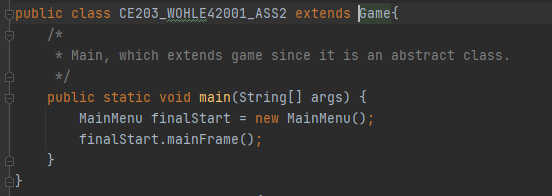 public class CE203_WOHLE42001_ASS2 extends Game{
/*
* Main, which extends game since it is an abstract class.
*/
public static void main(String[] args) {
MainMenu finalStart = new MainMenu();
finalStart.mainFrame();
}
}